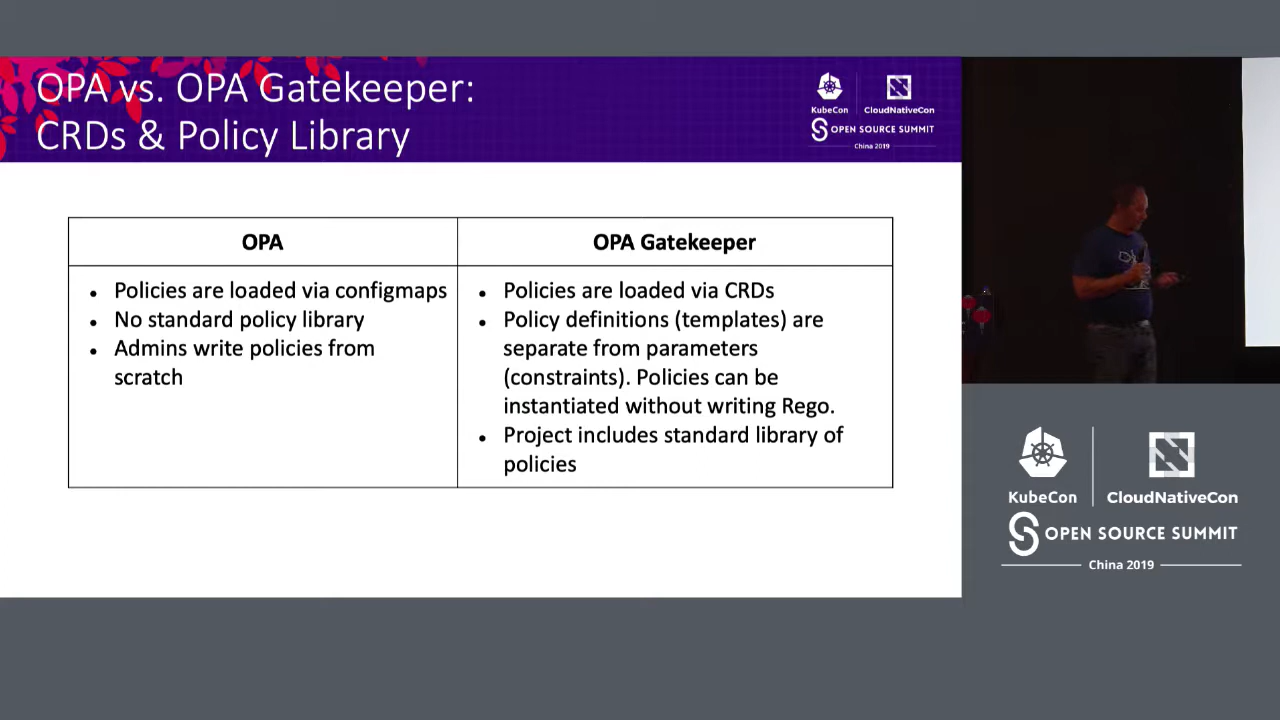 OPA vs. OPA Gatekeeper:
CRDs & Policy Library
KubeCon
CloudNativeCon
OPEN SOURCE SUMMIT
China 2019
OPA
OPA Gatekeeper
• Policies are loaded via configmaps
• No standard policy library
• Admins write policies from
scratch
• Policies are loaded via CRDs
• Policy definitions (templates) are
separate from parameters
(constraints). Policies can be
instantiated without writing Rego.
• Project includes standard library of
policies
KubeCon
CloudNativeCon
OPEN SOURCE SUMMIT
China 2019